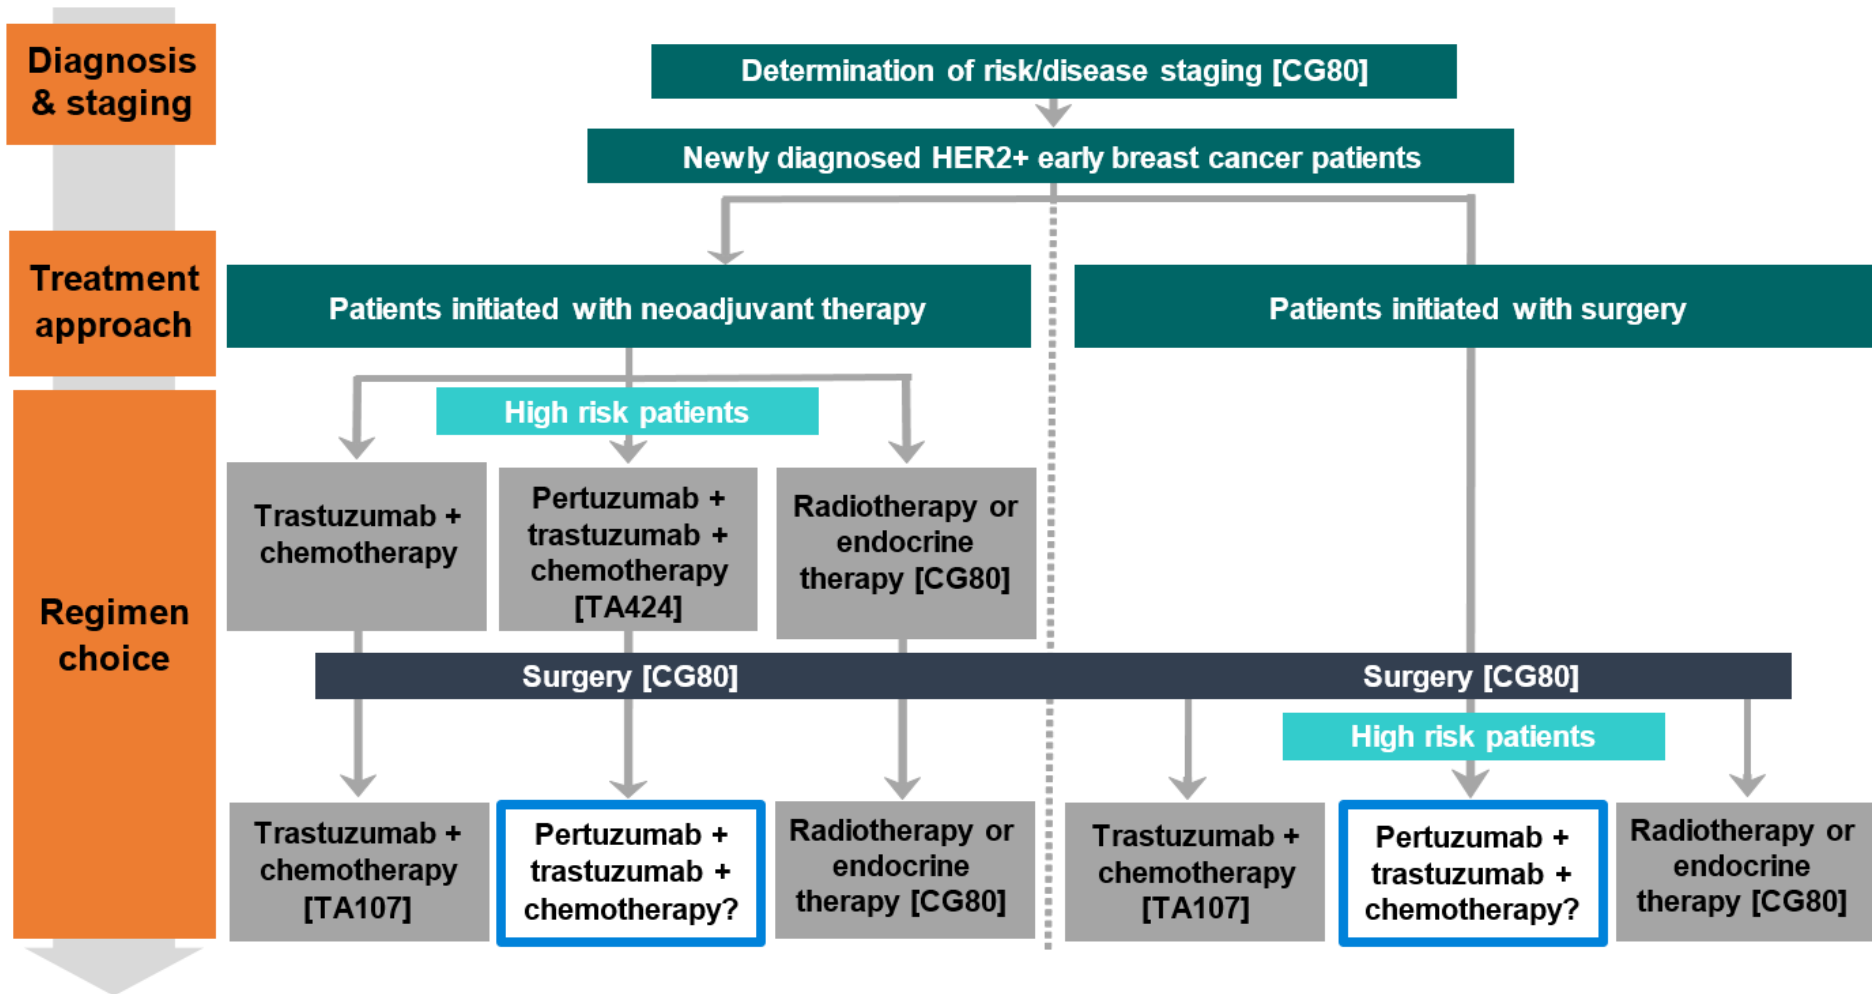 Diagnosis
& staging
Determination of risk/disease staging [CG80]
Newly diagnosed HER2+ early breast cancer patients
Treatment
approach
Patients initiated with neoadjuvant therapy
Patients initiated with surgery
Regimen
choice
High risk patients
Trastuzumab +
chemotherapy
Pertuzumab +
trastuzumab +
chemotherapy
[TA424]
Radiotherapy or
endocrine
therapy [CG80]
Surgery [CG80]
Surgery [CG80]
High risk patients
Trastuzumab +
chemotherapy
[TA107]
Pertuzumab +
trastuzumab +
chemotherapy?
Radiotherapy or
endocrine
therapy [CG80]
Trastuzumab +
chemotherapy
[TA107]
Pertuzumab +
trastuzumab +
chemotherapy?
Radiotherapy or
endocrine
therapy [CG80]